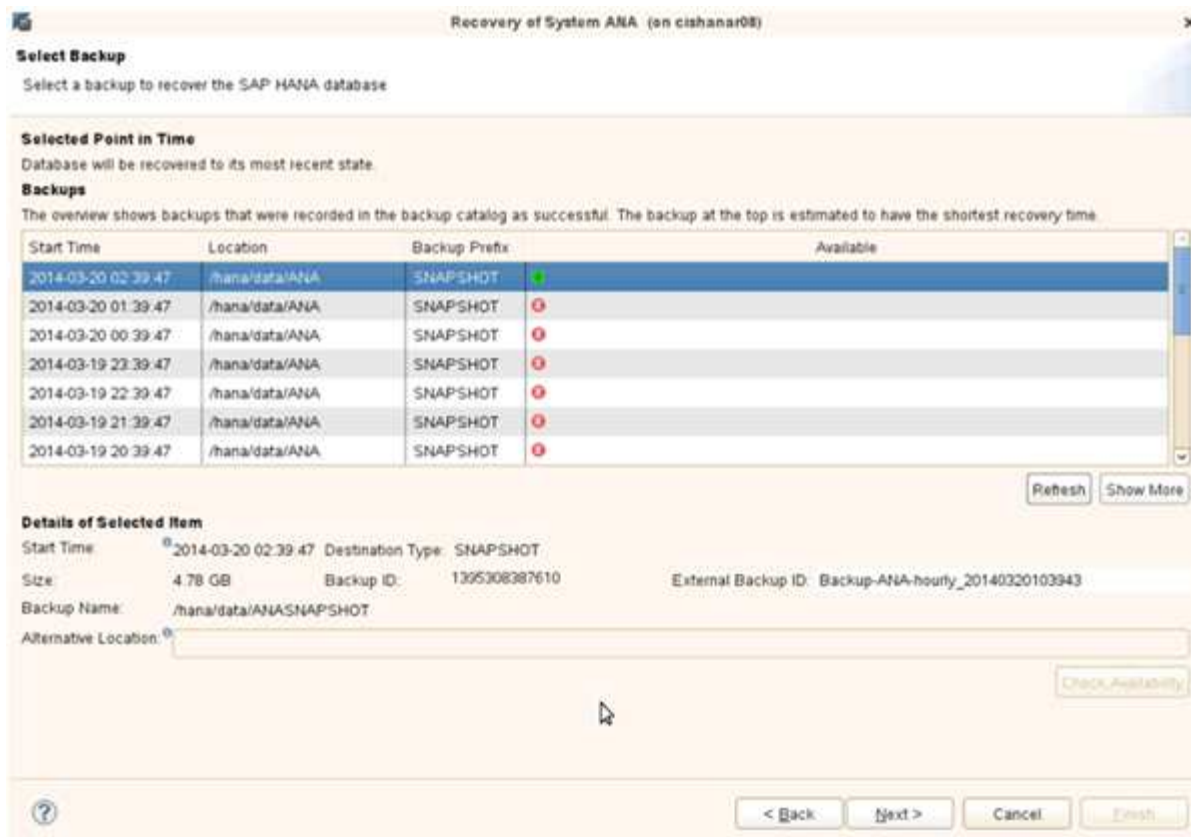 Recovery of System ANA (on cishanar08)
Select Backup
Select a backup to recover the SAP HANA database
Selected Point in Time
Database will be recovered to its most recent state.
Backups
The overview shows backups that were recorded in the backup catalog as successful. The backup at the top is estimated to have the shortest recovery time.
Start Time Location Backup Prefix Available
2014-03-20 02:39:47 /hana/data/ANA SNAPSHOT
2014-03-20 01:39:47 /hana/data/ANA SNAPSHOT
2014-03-20 00:39:47 /hana/data/ANA SNAPSHOT
2014-03-19 23:39:47 /hana/data/ANA SNAPSHOT
2014-03-19 22:39:47 /hana/data/ANA SNAPSHOT
2014-03-19 21:39:47 /hana/data/ANA SNAPSHOT
2014-03-19 20:39:47 /hana/data/ANA SNAPSHOT
Refresh Show More
Details of Selected Item
Start Time: 2014-03-20 02:39:47 Destination Type: SNAPSHOT
Size: 4.78 GB Backup ID: 1395308387610 External Backup ID: Backup-ANA-hourly_20140320103943
Backup Name: /hana/data/ANASNAPSHOT
Alternative Location:
Check Availability
< Back Next > Cancel Finish